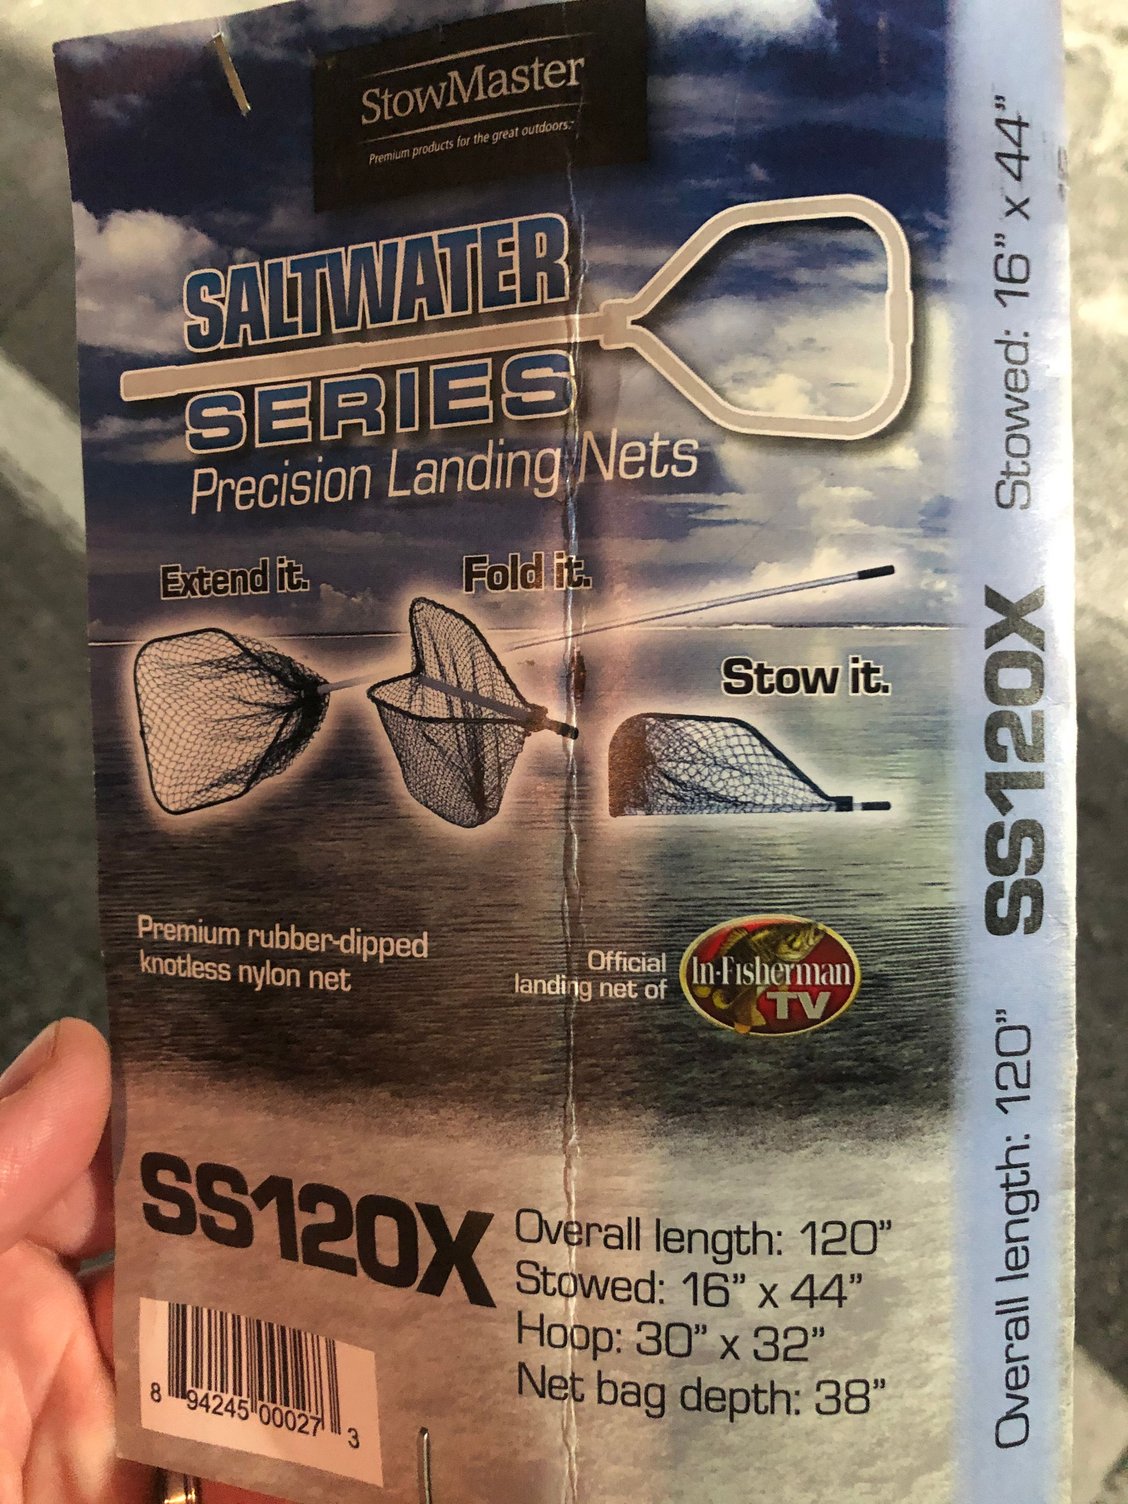 StowMaster
Premium products for the great outdoors.™
SALTWATER
SERIES
Precision Landing Nets
Extend it.
Fold it.
Stow it.
Premium rubber-dipped
knotless nylon net
Official
landing net of
In-Fisherman
TV
SS120X
Overall length: 120”
Stowed: 16” x 44”
Hoop: 30” x 32”
Net bag depth: 38”
8 94245 00027 3
Overall length: 120” SS120X Stowed: 16” x 44”